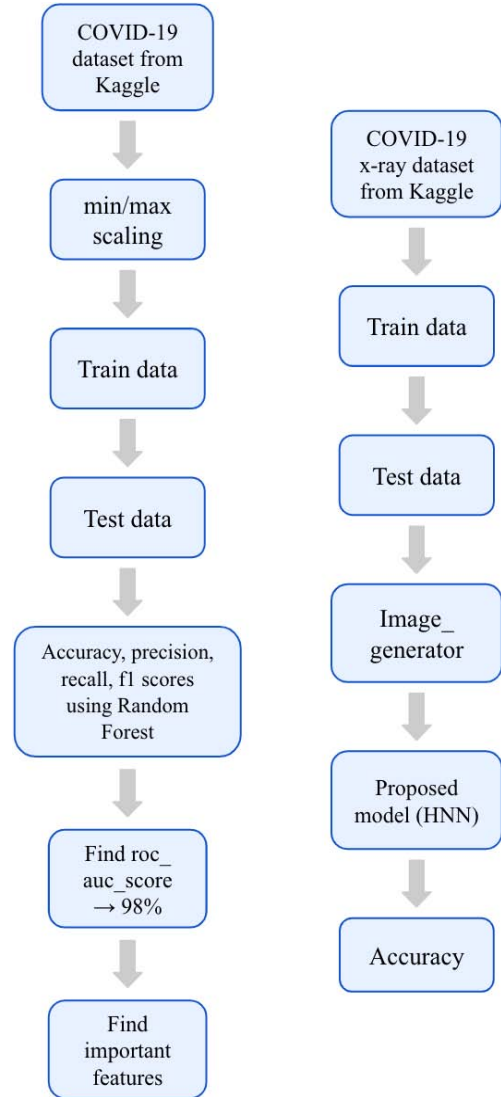 COVID-19
dataset from
Kaggle
min/max
scaling
Train data
Test data
Accuracy, precision,
recall, f1 scores
using Random
Forest
Find roc_
auc_score
→ 98%
Find
important
features
COVID-19
x-ray dataset
from Kaggle
Train data
Test data
Image_
generator
Proposed
model (HNN)
Accuracy